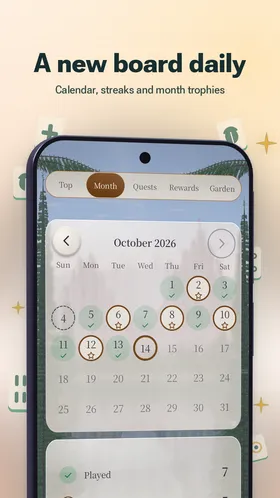 A new board daily
Calendar, streaks and month trophies
Top Month Quests Rewards Garden
October 2026
Sun Mon Tue Wed Thu Fri Sat
1 2 3
4 5 6 7 8 9 10
11 12 13 14 15 16 17
18 19 20 21 22 23 24
25 26 27 28 29 30 31
Played 7